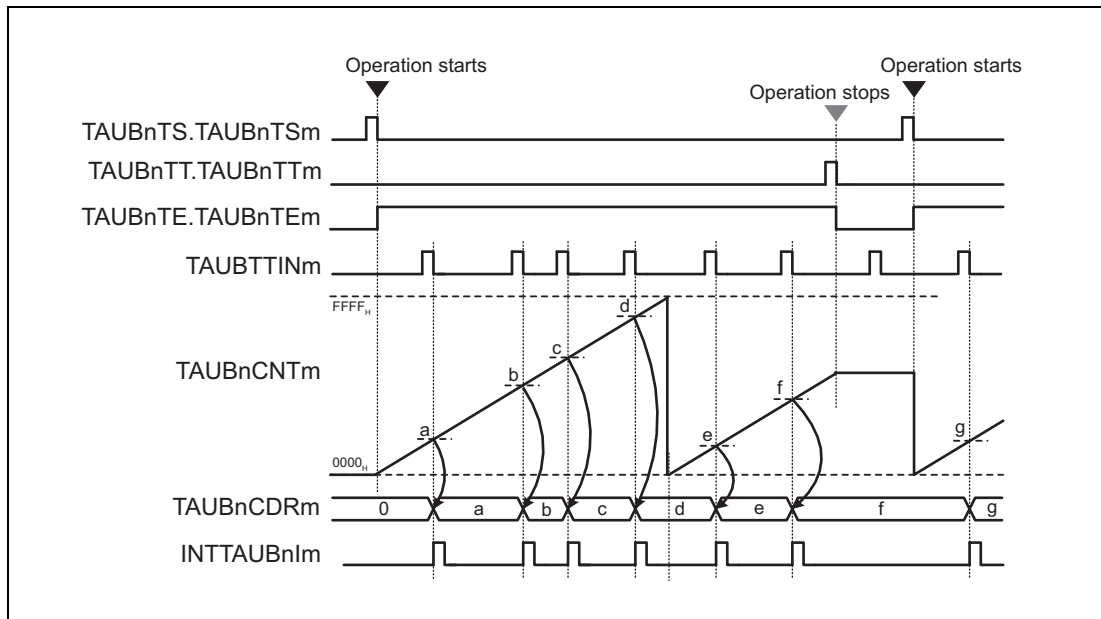 Operation starts
Operation starts
Operation stops
TAUBnTS.TAUBnTSm
TAUBnTT.TAUBnTTm
TAUBnTE.TAUBnTEm
TAUBTTINm
FFFFH
d
c
TAUBnCNTm
b
f
a
e
g
0000H
TAUBnCDRm
0 a b c d e f g
INTTAUBnIm